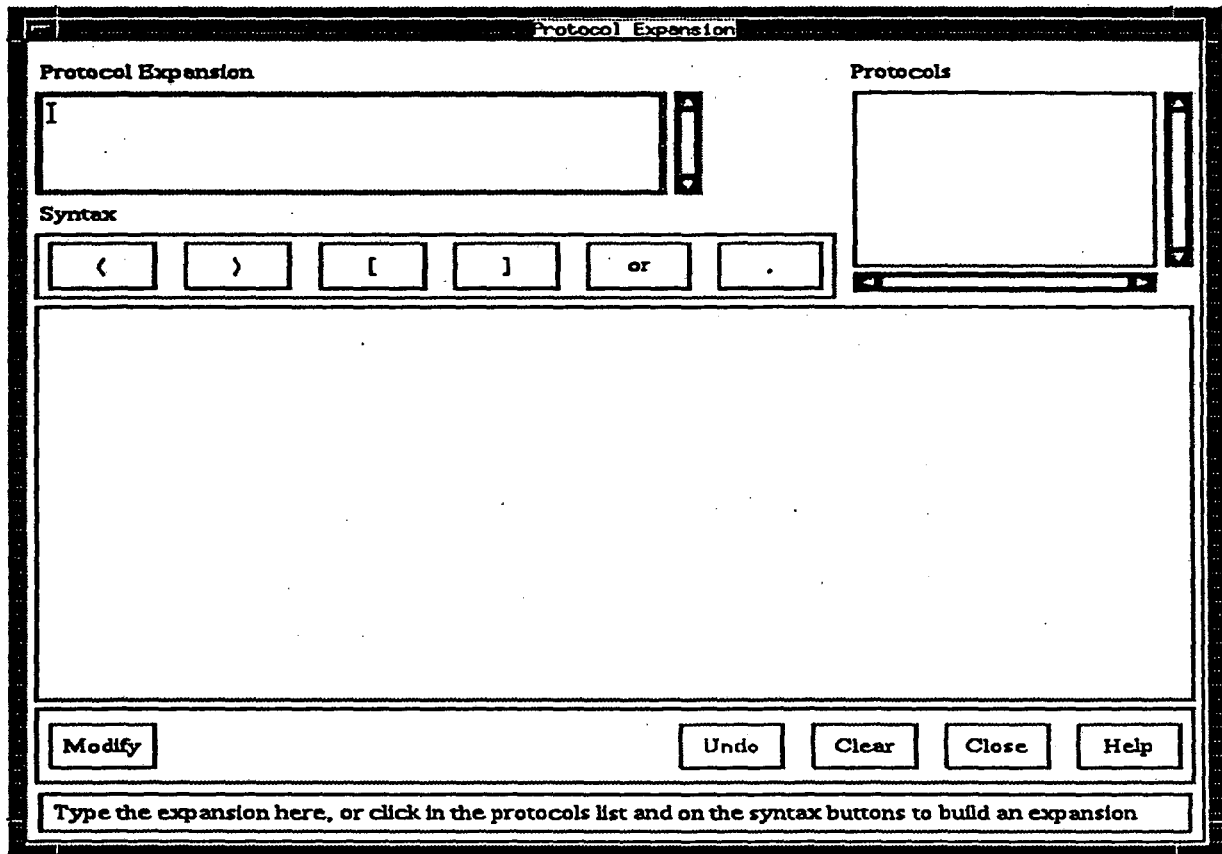 Protocol Expansion
Protocol Expansion Protocols
Syntax
( ) [ ] or .
Modify Undo Clear Close Help
Type the expansion here, or click in the protocols list and on the syntax buttons to build an expansion